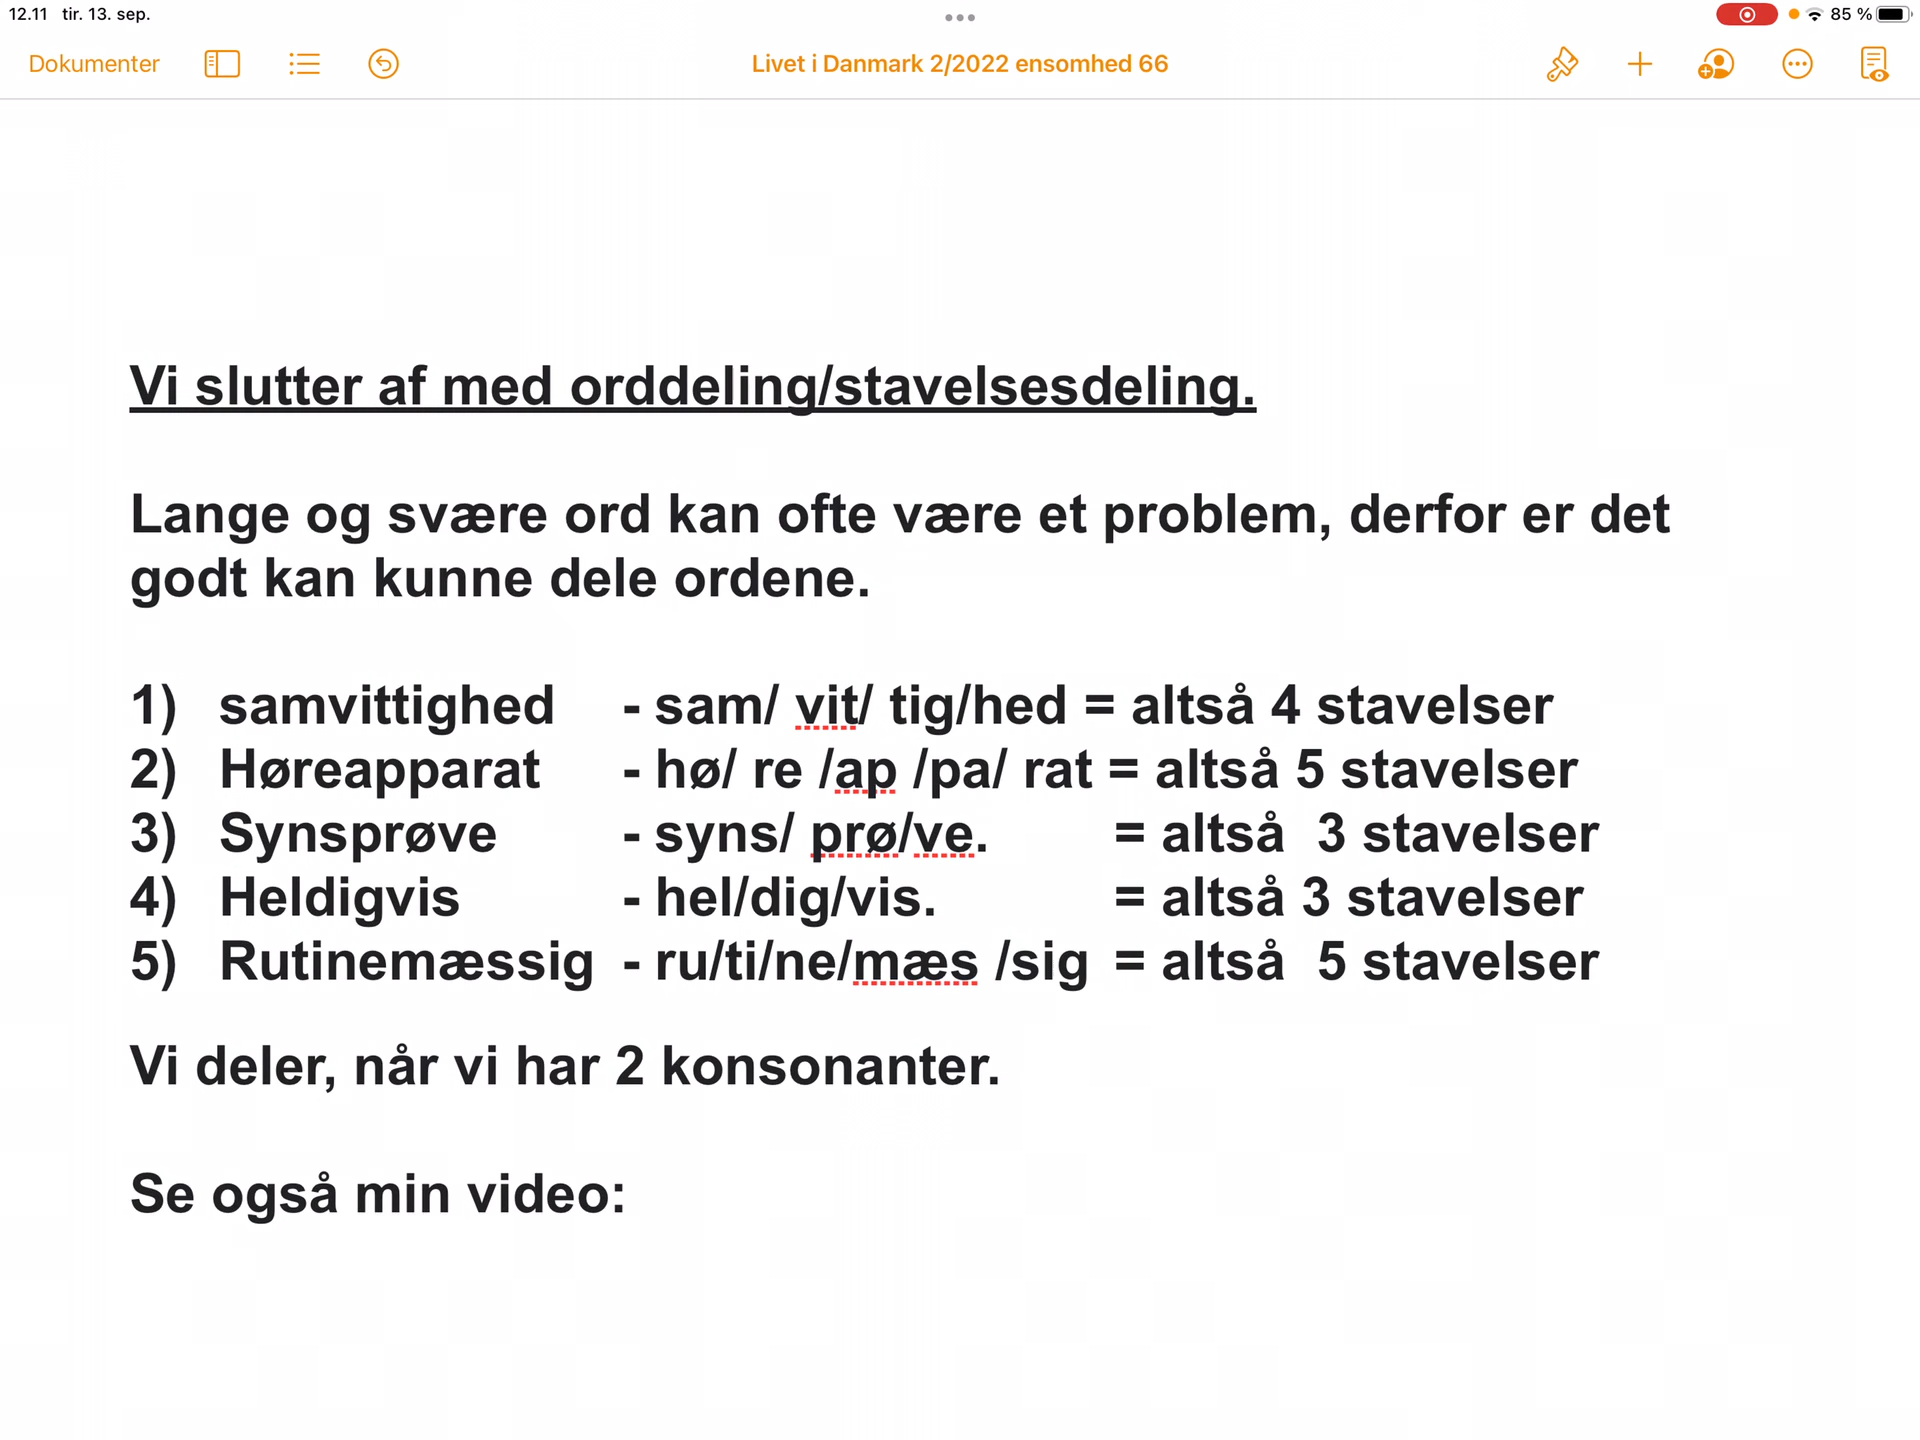 12.11 tir. 13. sep.
85 %
Dokumenter
Livet i Danmark 2/2022 ensomhed 66
Vi slutter af med orddeling/stavelsesdeling.
Lange og svære ord kan ofte være et problem, derfor er det
godt kan kunne dele ordene.
1) samvittighed - sam/ vit/ tig/hed = altså 4 stavelser
2) Høreapparat - hø/ re /ap /pa/ rat = altså 5 stavelser
3) Synsprøve - syns/ prø/ve. = altså 3 stavelser
4) Heldigvis - hel/dig/vis. = altså 3 stavelser
5) Rutinemæssig - ru/ti/ne/mæs /sig = altså 5 stavelser
Vi deler, når vi har 2 konsonanter.
Se også min video: